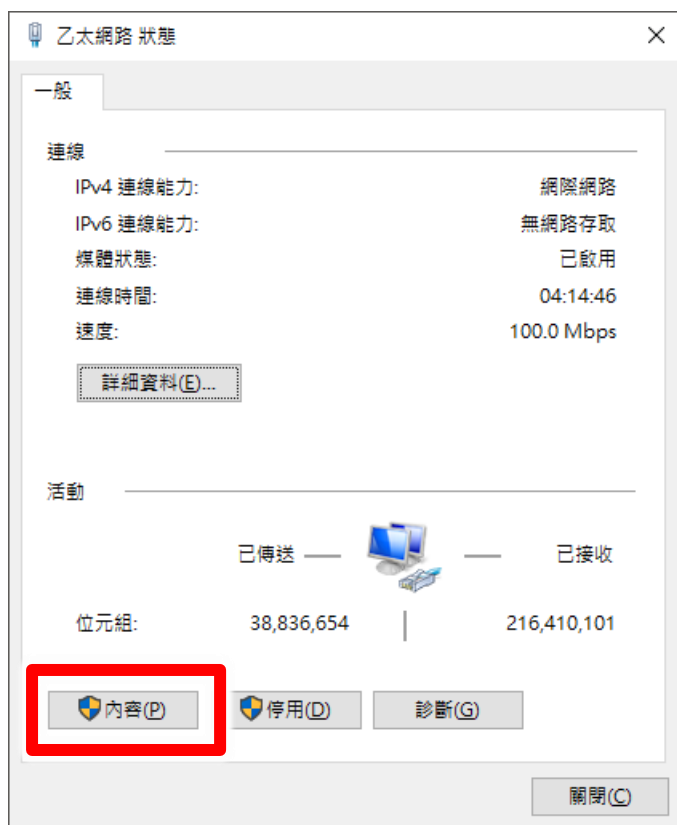 乙太網路 狀態
一般
連線
IPv4 連線能力: 網際網路
IPv6 連線能力: 無網路存取
媒體狀態: 已啟用
連線時間: 04:14:46
速度: 100.0 Mbps
詳細資料(E)...
活動
已傳送 已接收
位元組: 38,836,654 216,410,101
內容(P) 停用(D) 診斷(G)
關閉(C)